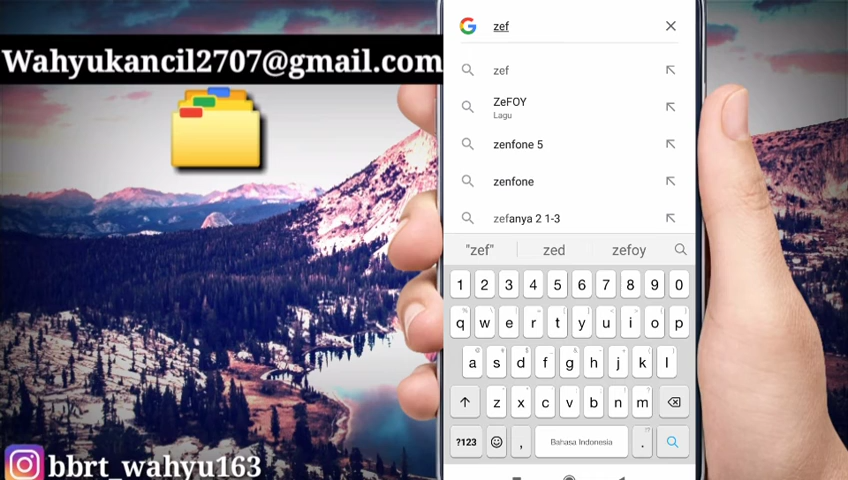 Wahyukancil2707@gmail.com
bbrt_wahyu163
zef
zef
ZeFOY
Lagu
zenfone 5
zenfone
zefanya 2 1-3
"zef" zed zefoy
1 2 3 4 5 6 7 8 9 0
q w e r t y u i o p
a s d f g h j k l
z x c v b n m
?123 , Bahasa Indonesia .